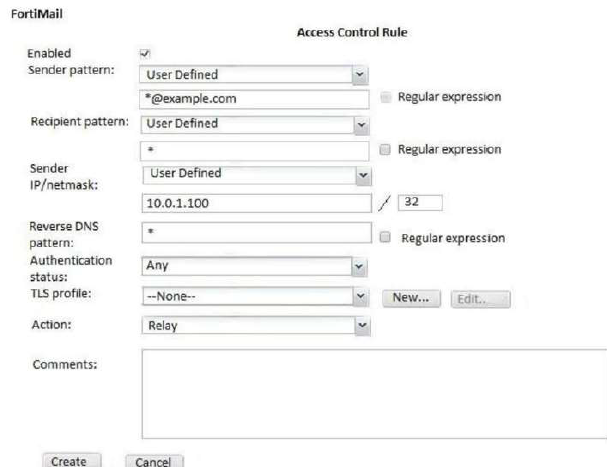 FortiMail
Access Control Rule
Enabled
Sender pattern: User Defined
*@example.com Regular expression
Recipient pattern: User Defined
* Regular expression
Sender IP/netmask: User Defined
10.0.1.100 / 32
Reverse DNS pattern: * Regular expression
Authentication status: Any
TLS profile: --None-- New... Edit...
Action: Relay
Comments:
Create Cancel